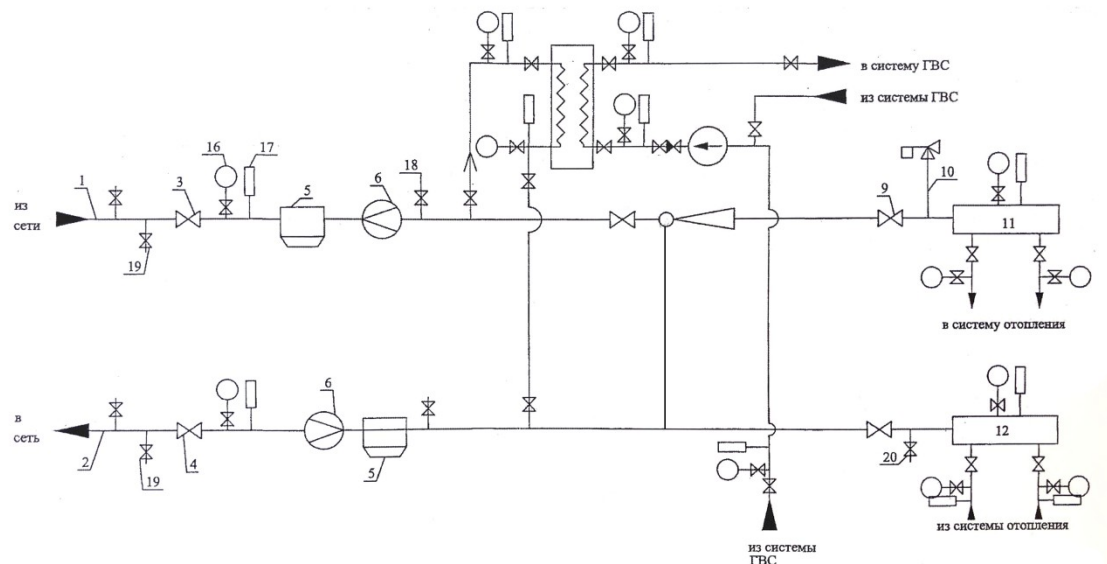 в систему ГВС
из системы ГВС
16
17
18
1
3
5
6
9
10
11
из
сети
19
в систему отопления
6
в
сеть
12
2
19
4
5
20
из системы отопления
из системы
ГВС